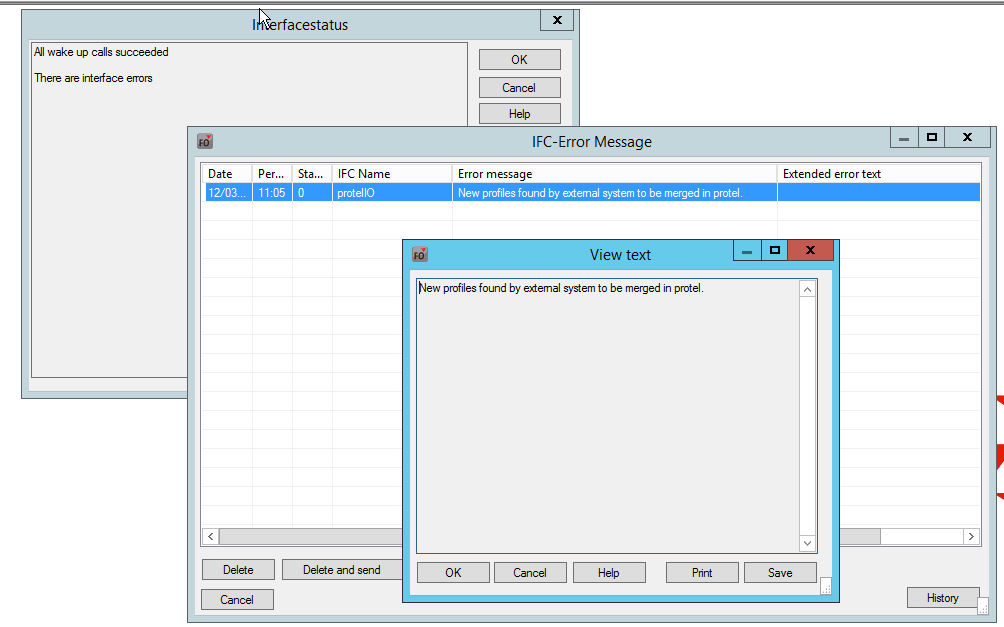 Interfacestatus
All wake up calls succeeded
There are interface errors
OK
Cancel
Help
FO
IFC-Error Message
Date Per... Sta... IFC Name Error message Extended error text
12/03... 11:05 0 protelIO New profiles found by external system to be merged in protel.
FO
View text
New profiles found by external system to be merged in protel.
OK Cancel Help Print Save
Delete Delete and send
Cancel
History